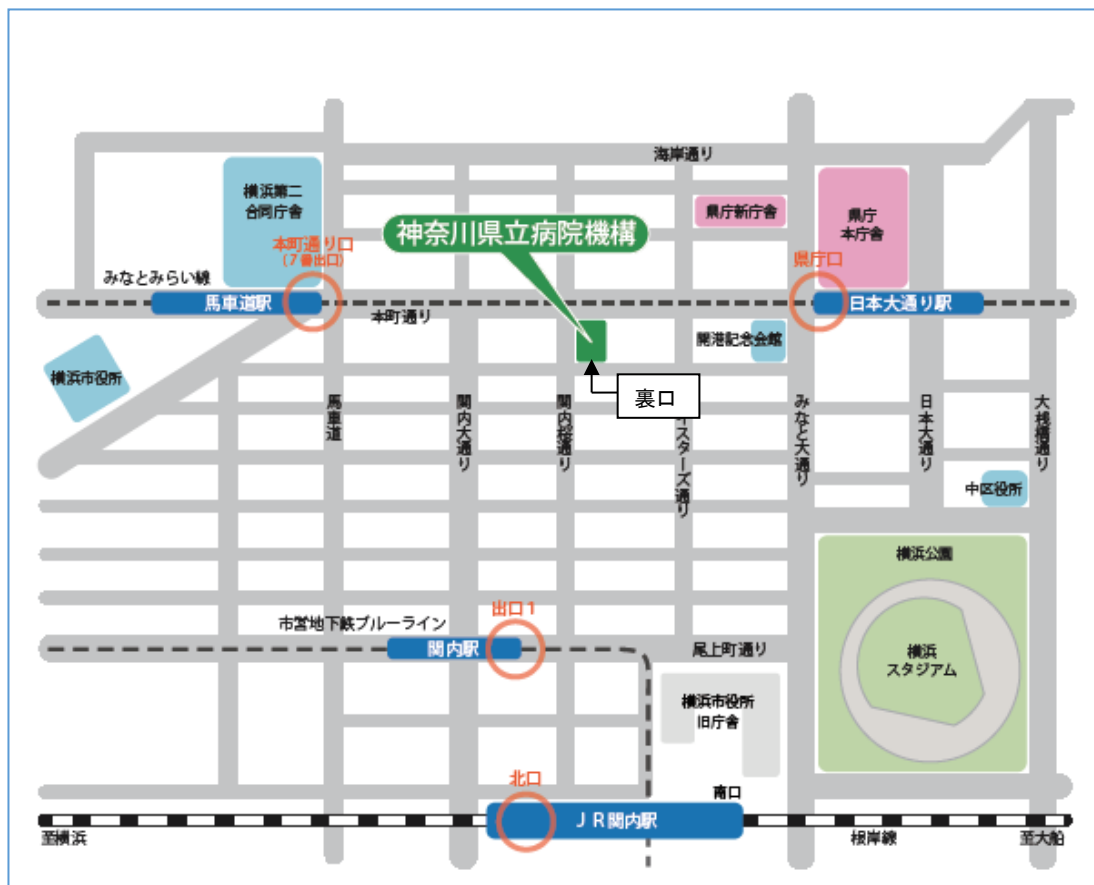 海岸通り
横浜第二
合同庁舎
県庁新庁舎
県庁
本庁舎
神奈川県立病院機構
本町通り口
(7番出口)
県庁口
みなとみらい線
馬車道駅
日本大通り駅
本町通り
開港記念会館
横浜市役所
裏口
馬車道
関内大通り
関内桜通り
イスターズ通り
みなと大通り
日本大通り
大桟橋通り
中区役所
横浜公園
出口1
市営地下鉄ブルーライン
関内駅
尾上町通り
横浜
スタジアム
横浜市役所
旧庁舎
北口
南口
JR関内駅
至横浜
根岸線
至大船